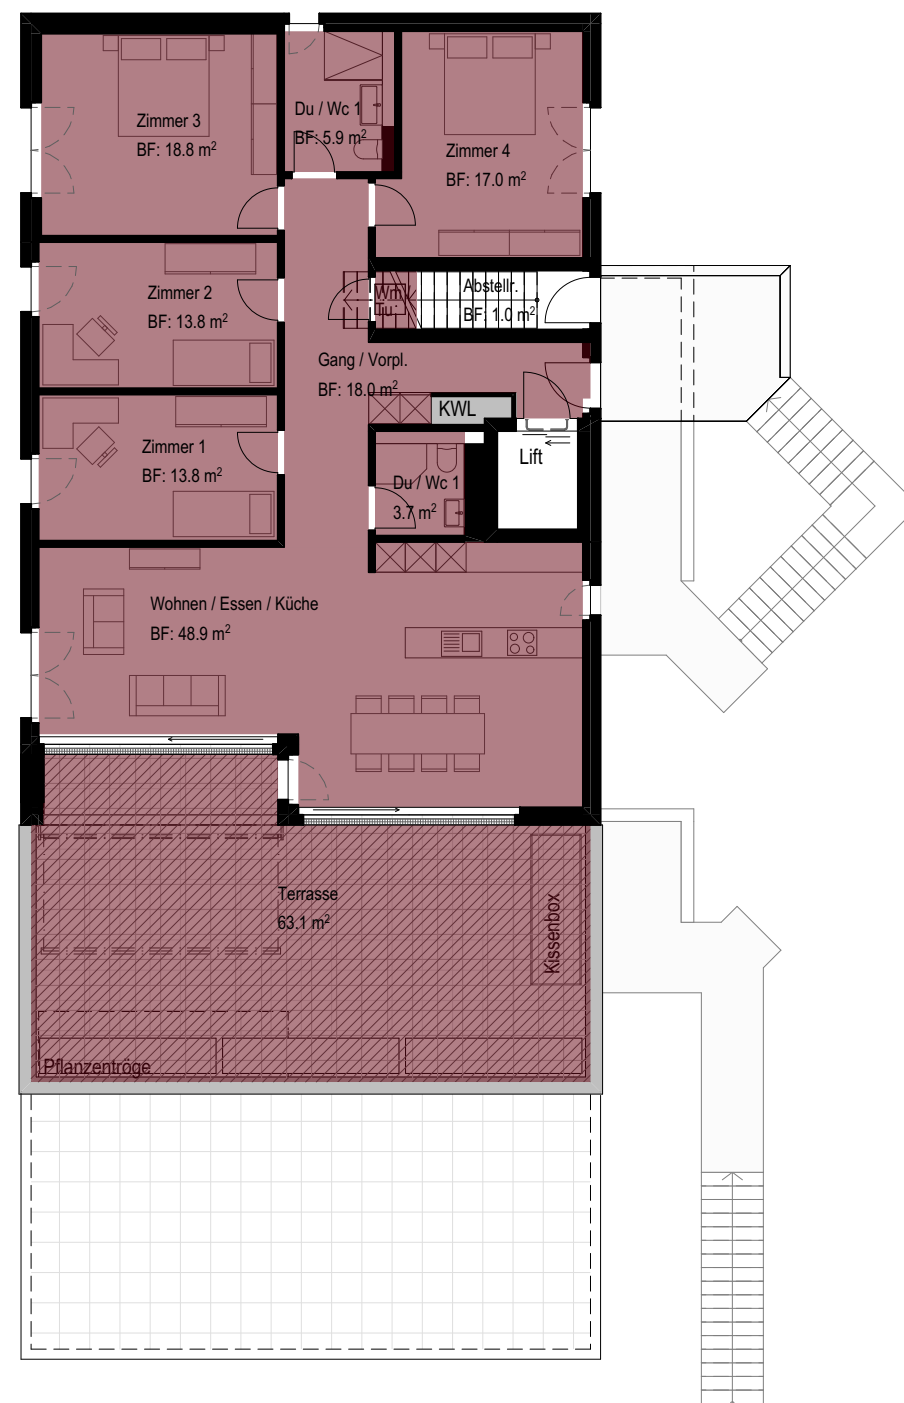 Zimmer 3
BF: 18.8 m²
Du / Wc 1
BF: 5.9 m²
Zimmer 4
BF: 17.0 m²
Zimmer 2
BF: 13.8 m²
Wm
Tu.
Abstellr.
BF: 1.0 m²
Gang / Vorpl.
BF: 18.0 m²
KWL
Zimmer 1
BF: 13.8 m²
Lift
Du / Wc 1
3.7 m²
Wohnen / Essen / Küche
BF: 48.9 m²
Terrasse
63.1 m²
Kissenbox
Pflanzentröge